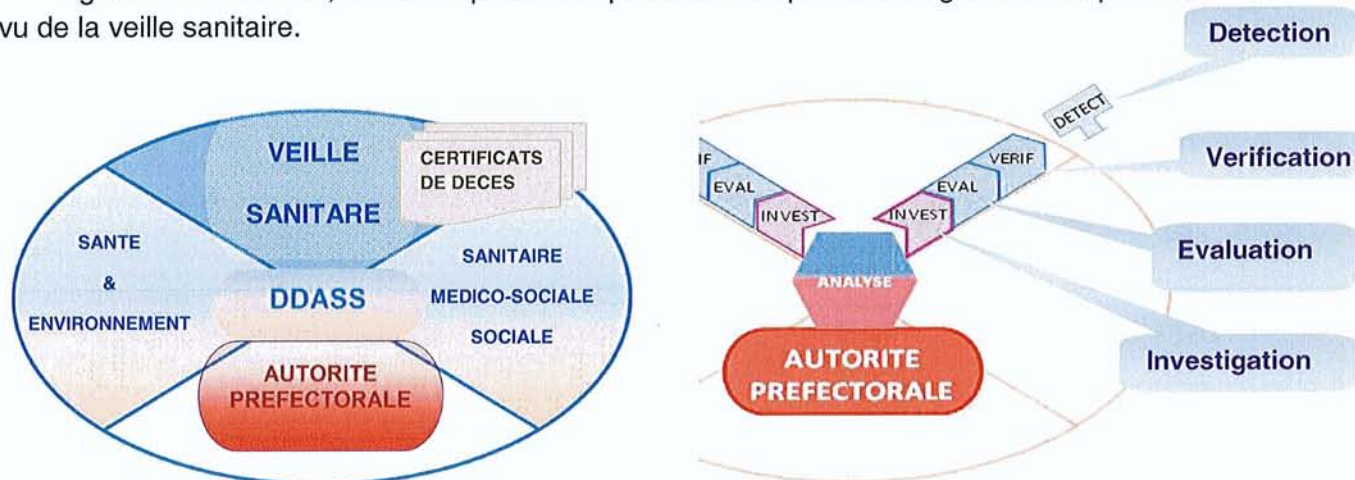 vu de la veille sanitaire.
VEILLE
SANITARE
CERTIFICATS
DE DECES
SANTE
&
ENVIRONNEMENT
DDASS
SANITAIRE
MEDICO-SOCIALE
SOCIALE
AUTORITE
PREFECTORALE
IF
EVAL
INVEST
DETECT
VERIF
EVAL
INVEST
ANALYSE
AUTORITE
PREFECTORALE
Detection
Verification
Evaluation
Investigation